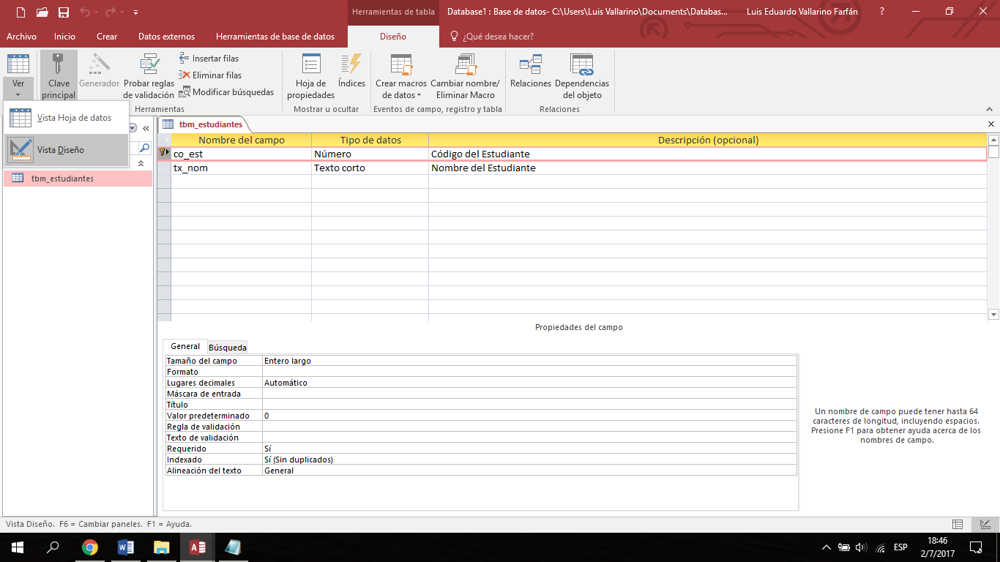 Herramientas de tabla
Database1 : Base de datos- C:\Users\Luis Vallarino\Documents\Databas...
Luis Eduardo Vallarino Farfán
?
Archivo
Inicio
Crear
Datos externos
Herramientas de base de datos
Diseño
¿Qué desea hacer?
Ver
Clave
principal
Generador
Probar reglas
de validación
Insertar filas
Eliminar filas
Modificar búsquedas
Hoja de
propiedades
Índices
Crear macros
de datos
Cambiar nombre/
Eliminar Macro
Relaciones
Dependencias
del objeto
Herramientas
Mostrar u ocultar
Eventos de campo, registro y tabla
Relaciones
Vista Hoja de datos
Vista Diseño
tbm_estudiantes
tbm_estudiantes
Nombre del campo
Tipo de datos
Descripción (opcional)
co_est
Número
Código del Estudiante
tx_nom
Texto corto
Nombre del Estudiante
Propiedades del campo
General
Búsqueda
Tamaño del campo
Entero largo
Formato
Lugares decimales
Automático
Máscara de entrada
Título
Valor predeterminado
0
Regla de validación
Texto de validación
Requerido
Sí
Indexado
Sí (Sin duplicados)
Alineación del texto
General
Un nombre de campo puede tener hasta 64
caracteres de longitud, incluyendo espacios.
Presione F1 para obtener ayuda acerca de los
nombres de campo.
Vista Diseño.  F6 = Cambiar paneles.  F1 = Ayuda.
ESP
18:46
2/7/2017